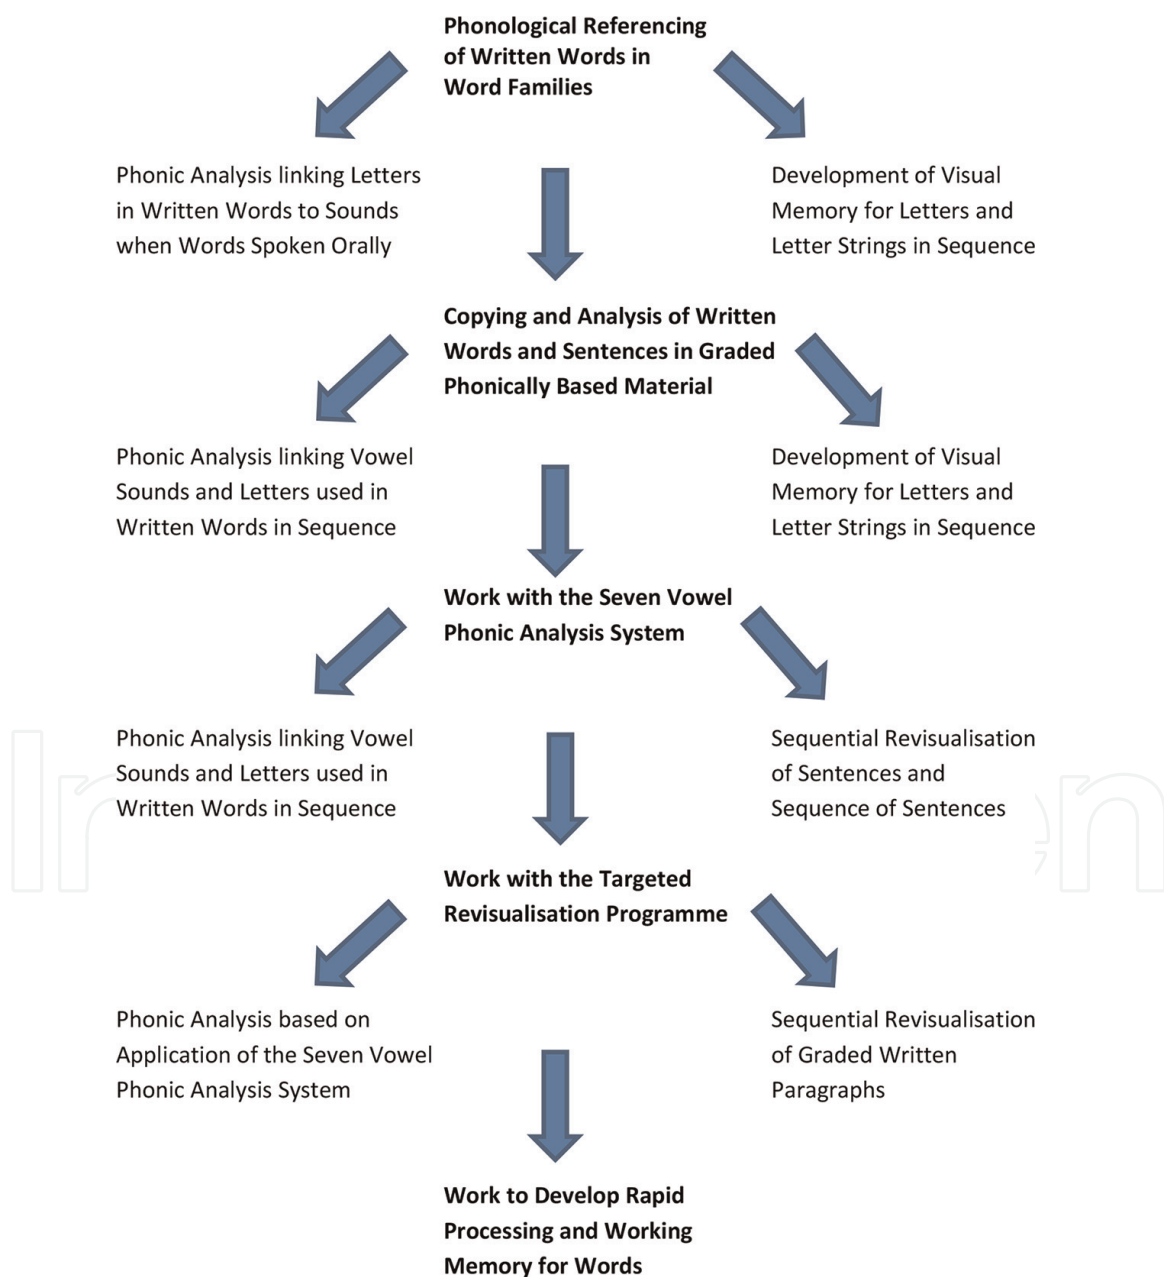 Phonological Referencing
of Written Words in
Word Families
Phonic Analysis linking Letters
in Written Words to Sounds
when Words Spoken Orally
Development of Visual
Memory for Letters and
Letter Strings in Sequence
Copying and Analysis of Written
Words and Sentences in Graded
Phonically Based Material
Phonic Analysis linking Vowel
Sounds and Letters used in
Written Words in Sequence
Development of Visual
Memory for Letters and
Letter Strings in Sequence
Work with the Seven Vowel
Phonic Analysis System
Phonic Analysis linking Vowel
Sounds and Letters used in
Written Words in Sequence
Sequential Revisualisation
of Sentences and
Sequence of Sentences
Work with the Targeted
Revisualisation Programme
Phonic Analysis based on
Application of the Seven Vowel
Phonic Analysis System
Sequential Revisualisation
of Graded Written
Paragraphs
Work to Develop Rapid
Processing and Working
Memory for Words